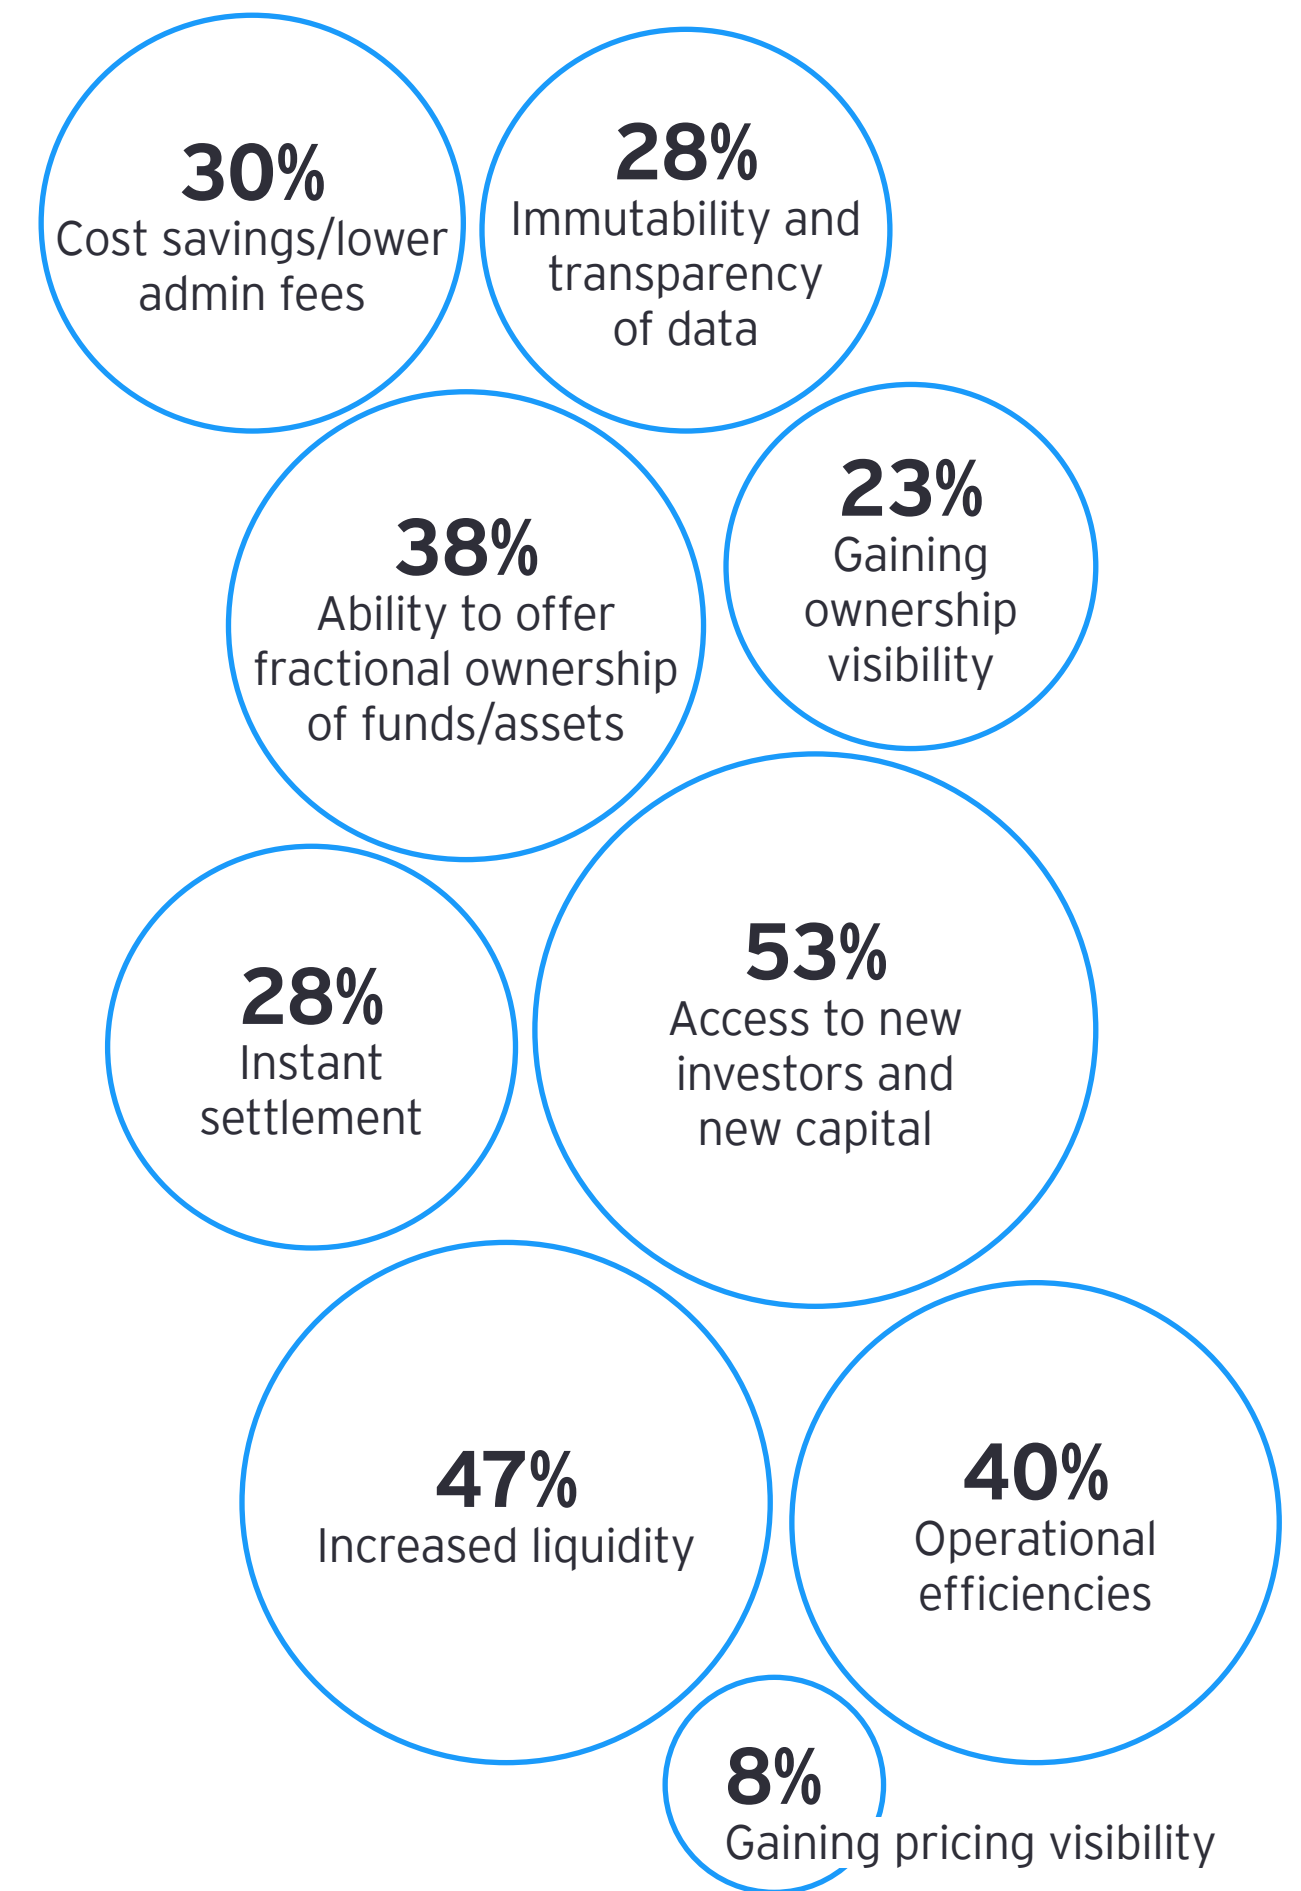 30%
Cost savings/lower
admin fees
28%
Immutability and
transparency
of data
38%
Ability to offer
fractional ownership
of funds/assets
23%
Gaining
ownership
visibility
28%
Instant
settlement
53%
Access to new
investors and
new capital
47%
Increased liquidity
40%
Operational
efficiencies
8%
Gaining pricing visibility